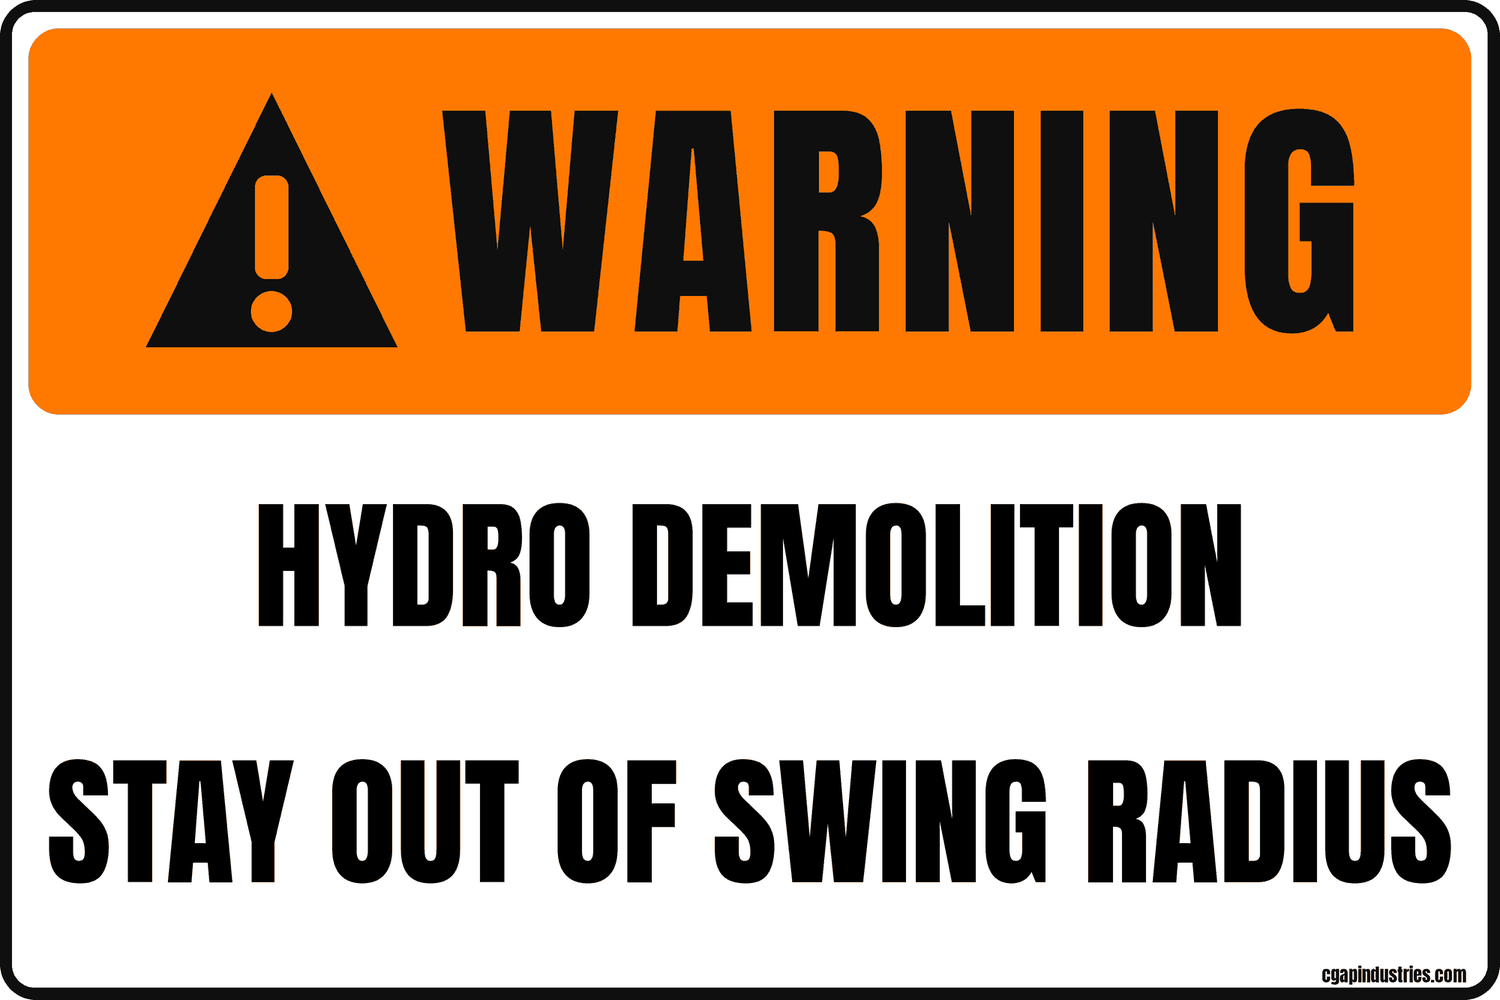 WARNING
HYDRO DEMOLITION
STAY OUT OF SWING RADIUS
cgapindustries.com